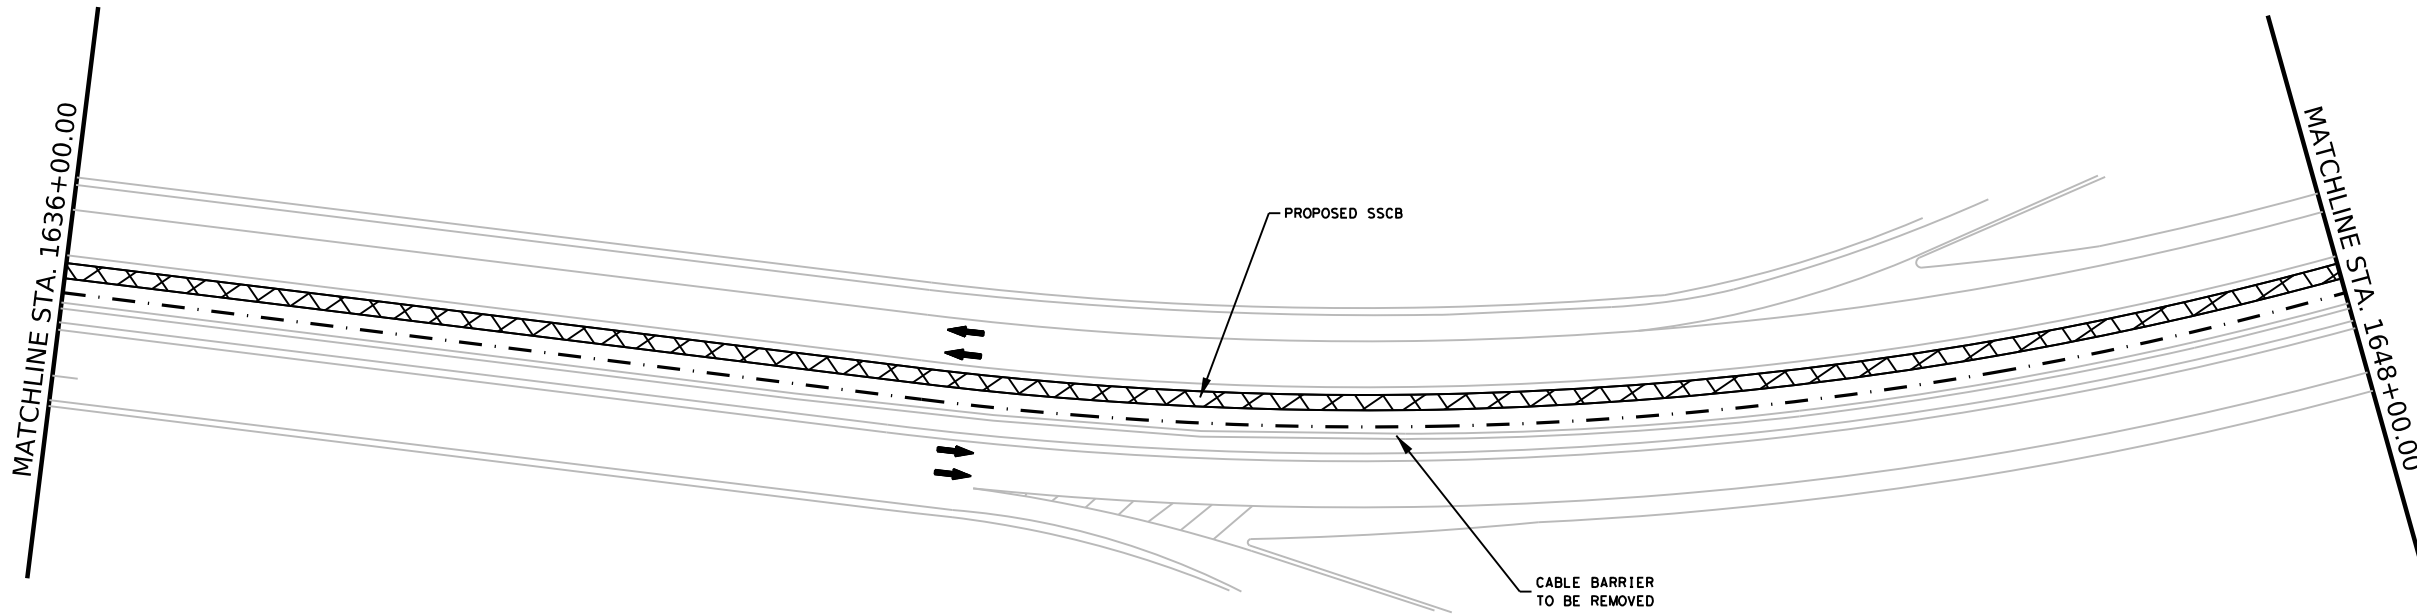 MATCHLINE STA. 1636+00.00
PROPOSED SSCB
MATCHLINE STA. 1648+00.00
CABLE BARRIER
TO BE REMOVED